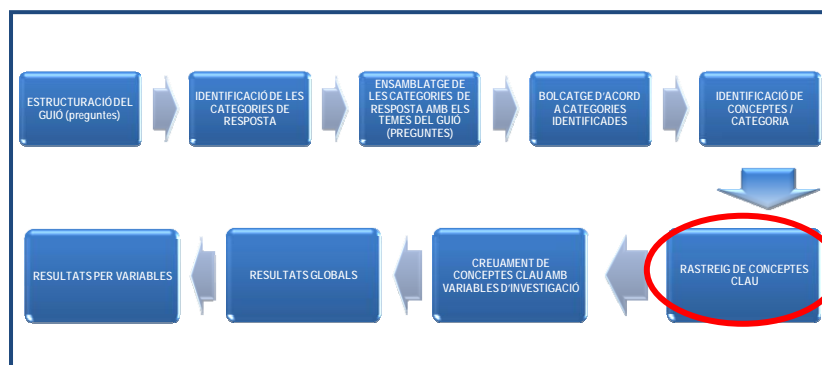 ESTRUCTURACIÓ DEL
GUIÓ (preguntes)
IDENTIFICACIÓ DE LES
CATEGORIES DE
RESPOSTA
ENSAMBLATGE DE
LES CATEGORIES DE
RESPOSTA AMB ELS
TEMES DEL GUIÓ
(PREGUNTES)
BOLCATGE D'ACORD
A CATEGORIES
IDENTIFICADES
IDENTIFICACIÓ DE
CONCEPTES /
CATEGORIA
RASTREIG DE CONCEPTES
CLAU
CREUAMENT DE
CONCEPTES CLAU AMB
VARIABLES D'INVESTIGACIÓ
RESULTATS GLOBALS
RESULTATS PER VARIABLES